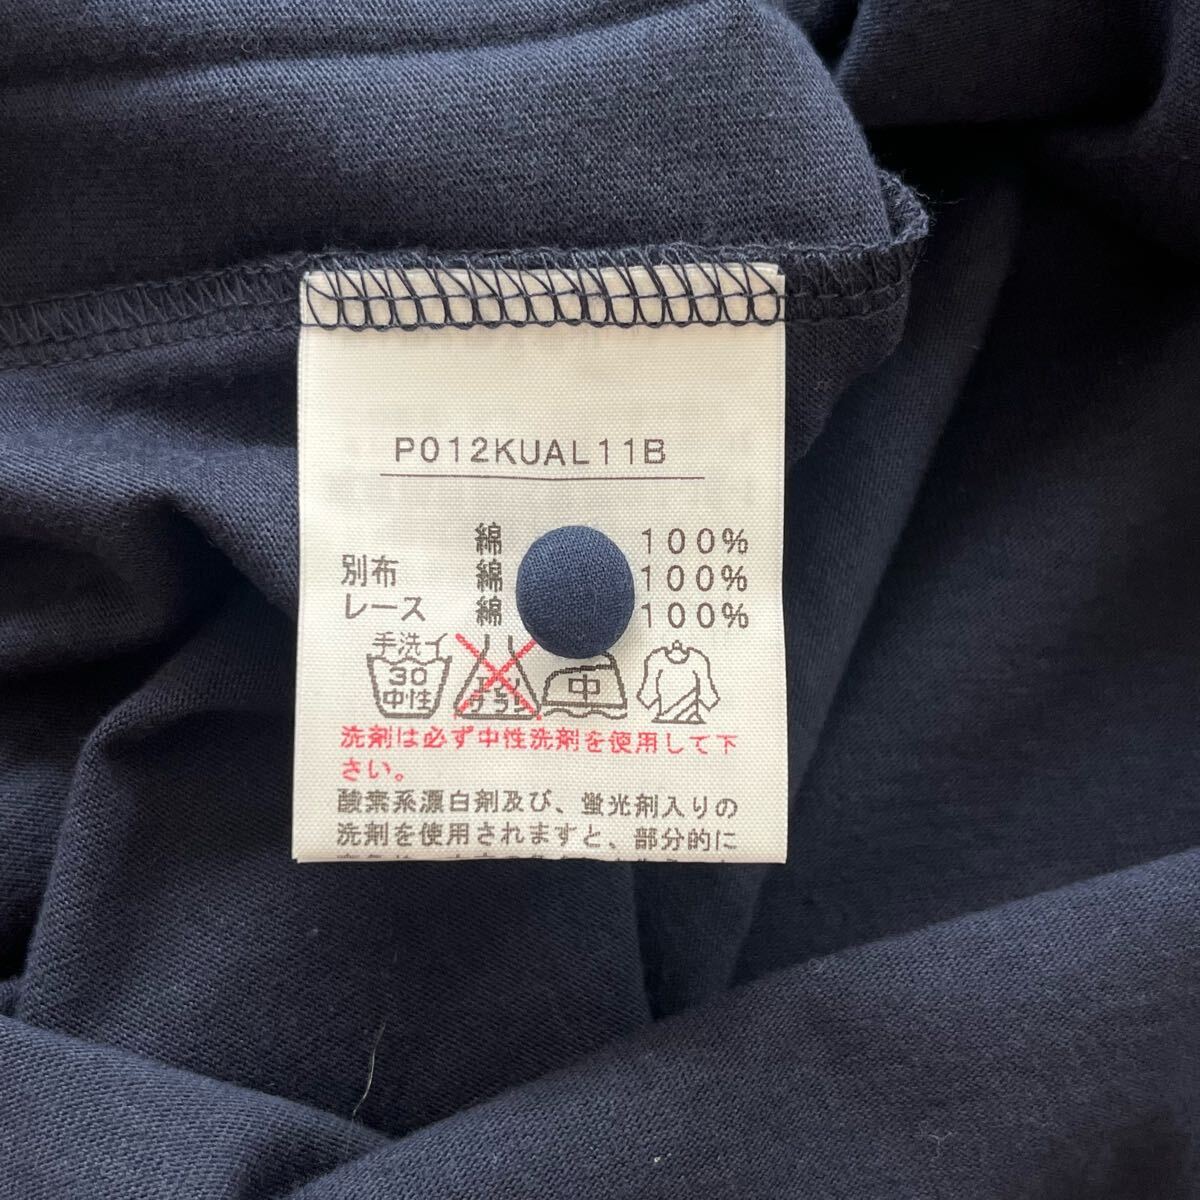 P012KUAL11B
綿 100%
別布 綿 100%
レース 綿 100%
手洗イ
30
中性
エンソ
中
洗剤は必ず中性洗剤を使用して下
さい。
酸素系漂白剤及び、蛍光剤入りの
洗剤を使用されますと、部分的に